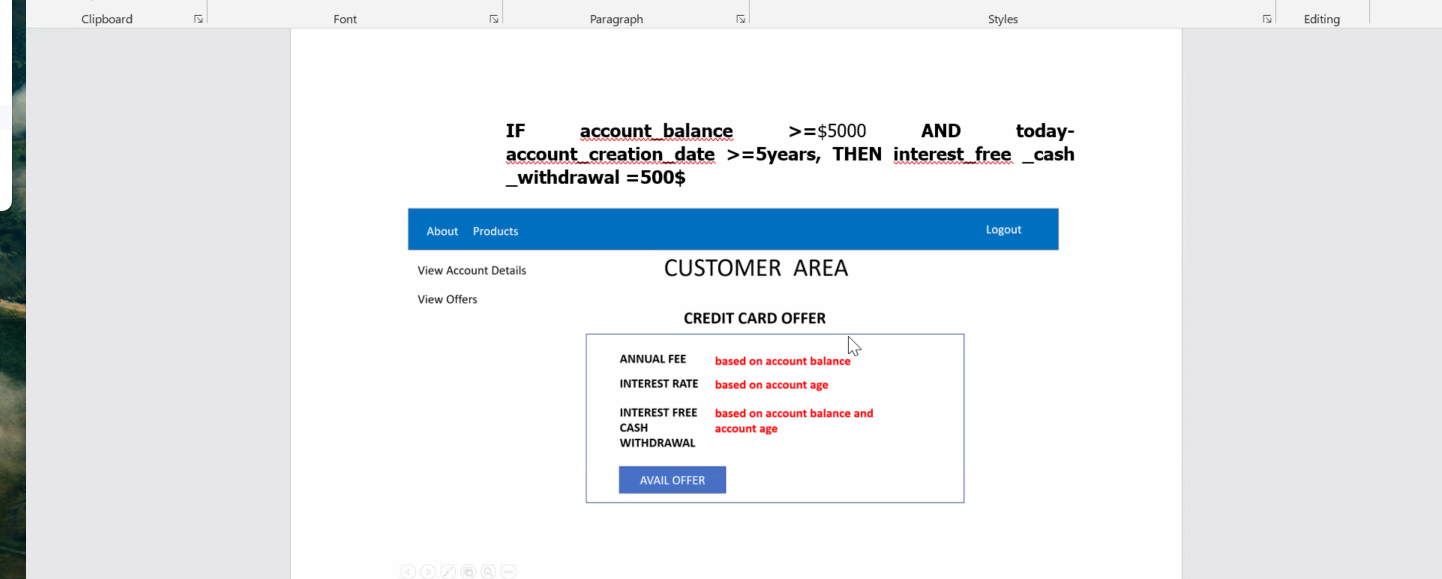 Clipboard Font Paragraph Styles Editing
IF account_balance >=$5000 AND today-
account_creation_date >=5years, THEN interest_free _cash
_withdrawal =500$
About Products Logout
View Account Details
CUSTOMER AREA
View Offers
CREDIT CARD OFFER
ANNUAL FEE based on account balance
INTEREST RATE based on account age
INTEREST FREE based on account balance and
CASH account age
WITHDRAWAL
AVAIL OFFER